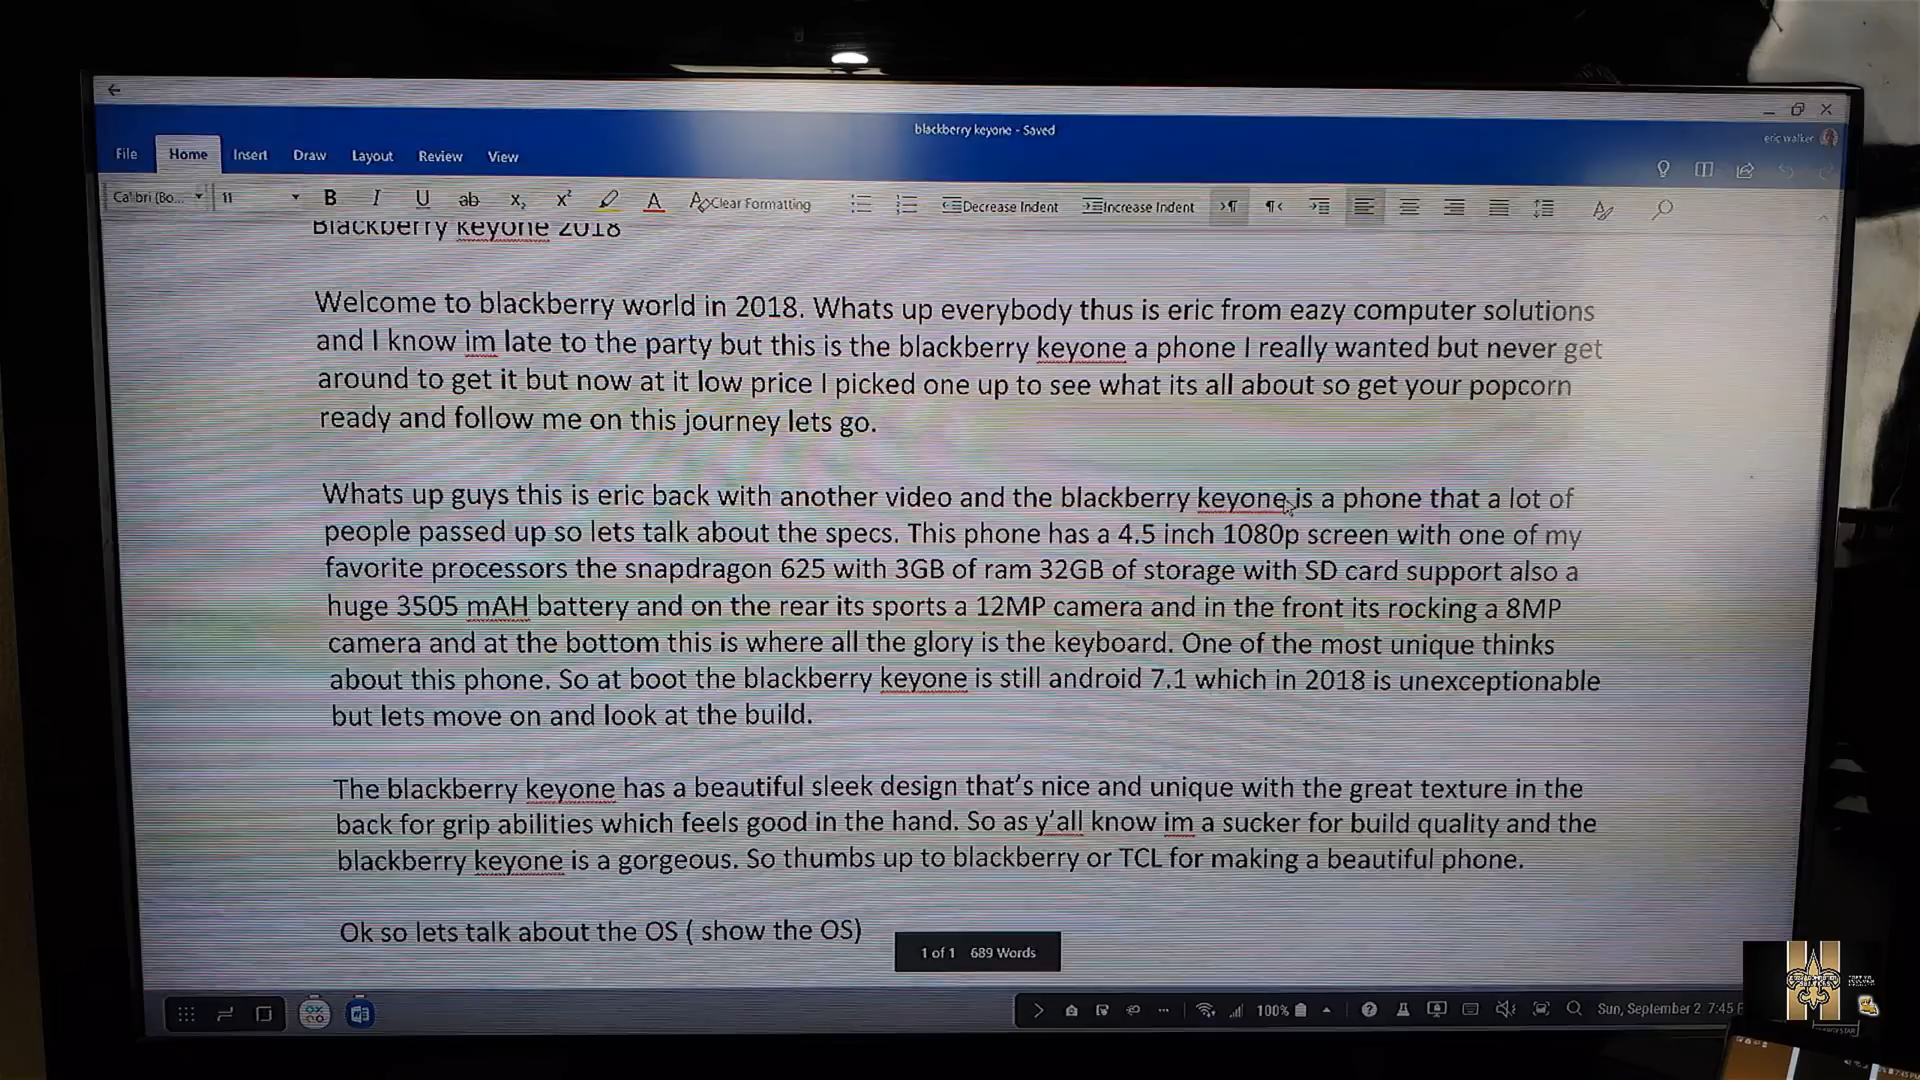 blackberry keyone - Saved
eric walker
File Home Insert Draw Layout Review View
Calibri (Bo... 11 B I U ab x₂ x² A Clear Formatting Decrease Indent Increase Indent
Blackberry keyone 2018
Welcome to blackberry world in 2018. Whats up everybody thus is eric from eazy computer solutions
and I know im late to the party but this is the blackberry keyone a phone I really wanted but never get
around to get it but now at it low price I picked one up to see what its all about so get your popcorn
ready and follow me on this journey lets go.
Whats up guys this is eric back with another video and the blackberry keyone is a phone that a lot of
people passed up so lets talk about the specs. This phone has a 4.5 inch 1080p screen with one of my
favorite processors the snapdragon 625 with 3GB of ram 32GB of storage with SD card support also a
huge 3505 mAH battery and on the rear its sports a 12MP camera and in the front its rocking a 8MP
camera and at the bottom this is where all the glory is the keyboard. One of the most unique thinks
about this phone. So at boot the blackberry keyone is still android 7.1 which in 2018 is unexceptionable
but lets move on and look at the build.
The blackberry keyone has a beautiful sleek design that's nice and unique with the great texture in the
back for grip abilities which feels good in the hand. So as y'all know im a sucker for build quality and the
blackberry keyone is a gorgeous. So thumbs up to blackberry or TCL for making a beautiful phone.
Ok so lets talk about the OS ( show the OS)
1 of 1 689 Words
100% Sun, September 2 7:45